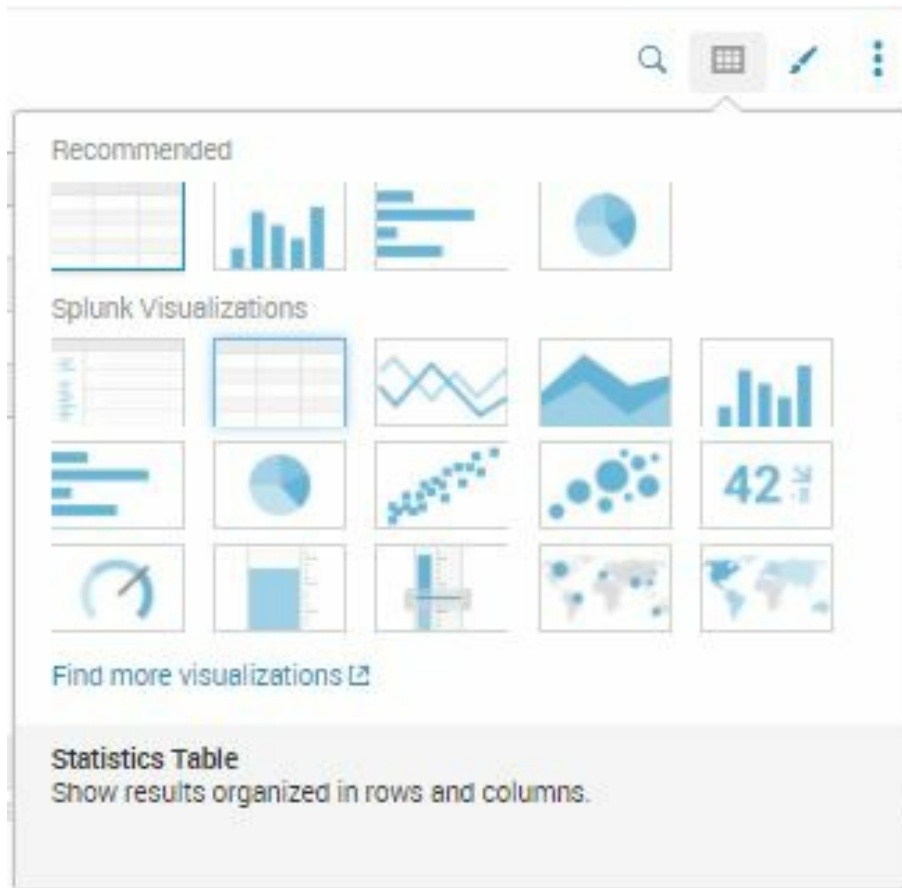 Recommended
Splunk Visualizations
42
Find more visualizations
Statistics Table
Show results organized in rows and columns.